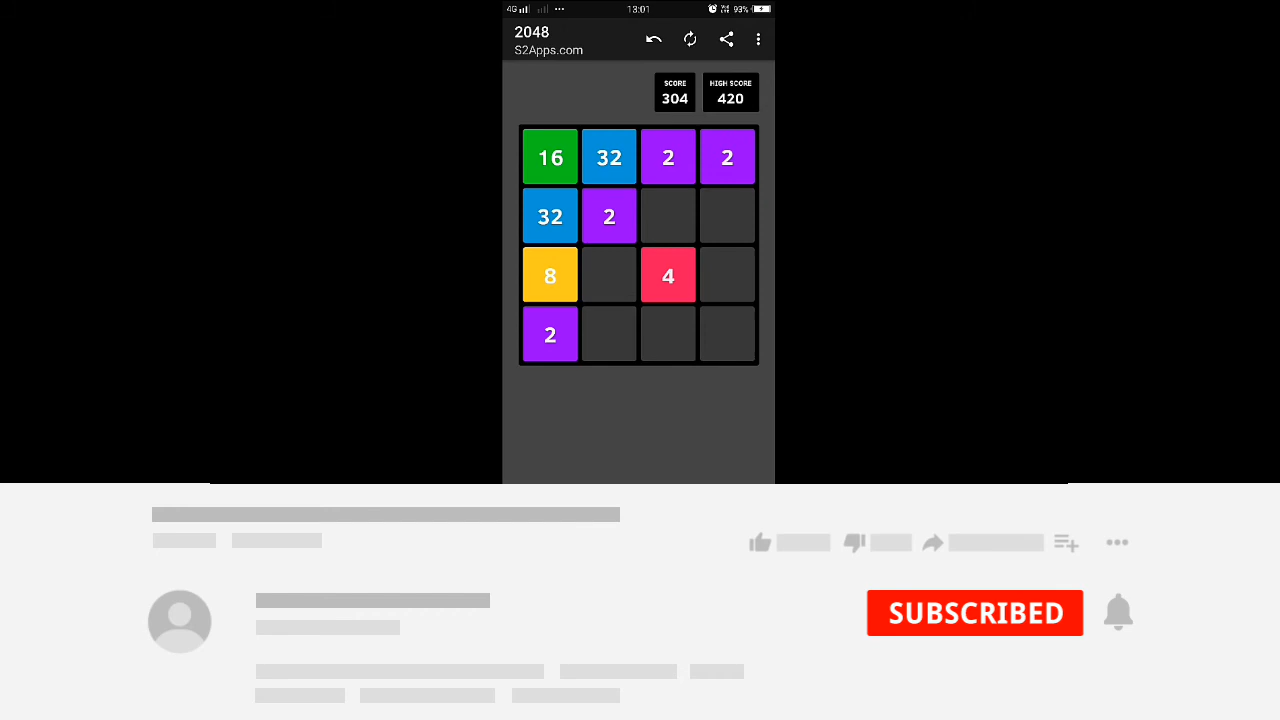 4G 13:01 93%
2048
S2Apps.com
SCORE HIGH SCORE
304 420
16 32 2 2
32 2
8 4
2
SUBSCRIBED